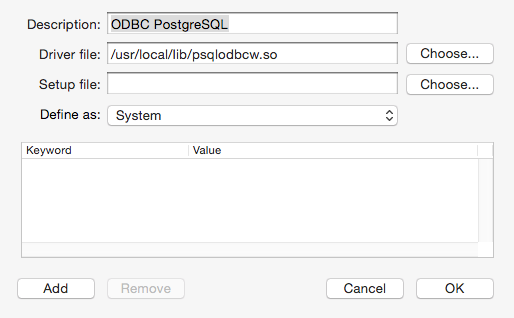 Description: ODBC PostgreSQL
Driver file: /usr/local/lib/psqlodbcw.so Choose...
Setup file: Choose...
Define as: System
Keyword Value
Add Remove Cancel OK